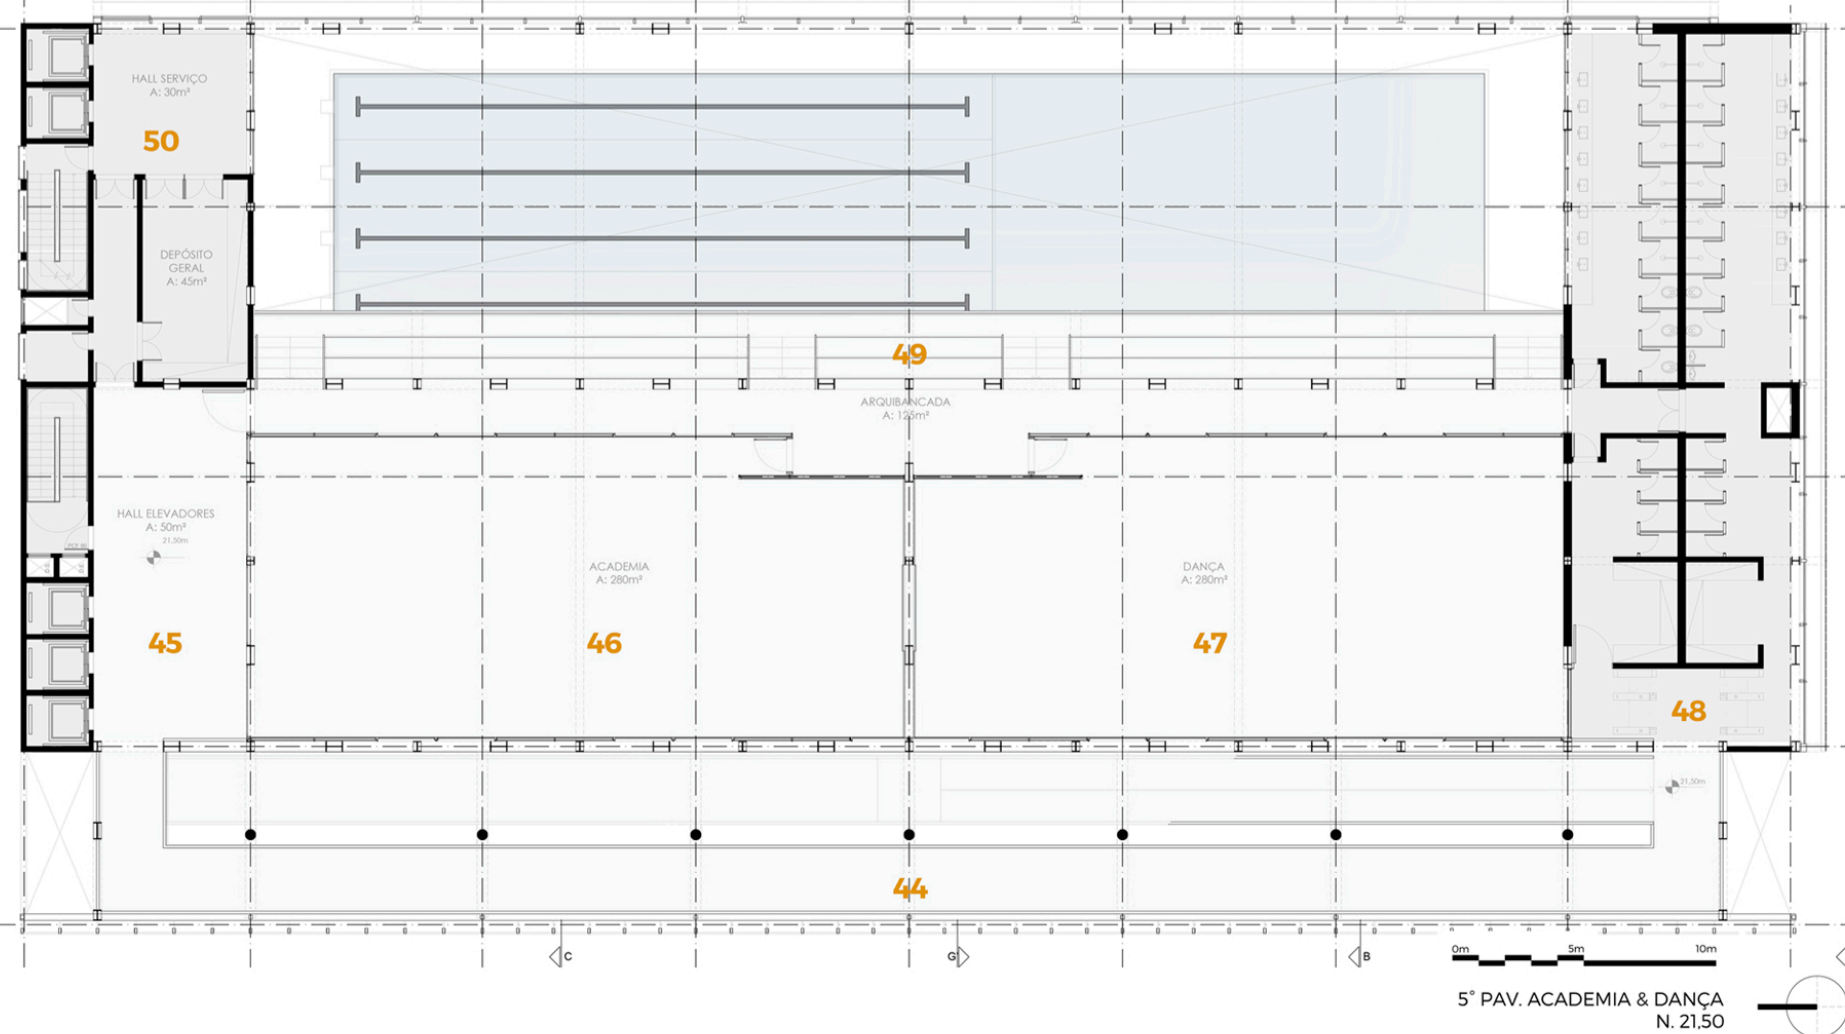 HALL SERVIÇO
A: 30m²
50
DEPÓSITO
GERAL
A: 45m²
49
ARQUIBANCADA
A: 125m²
HALL ELEVADORES
A: 50m²
21,50m
45
ACADEMIA
A: 280m²
46
DANÇA
A: 280m²
47
48
21,50m
44
C
G
B
0m 5m 10m
5° PAV. ACADEMIA & DANÇA
N. 21,50